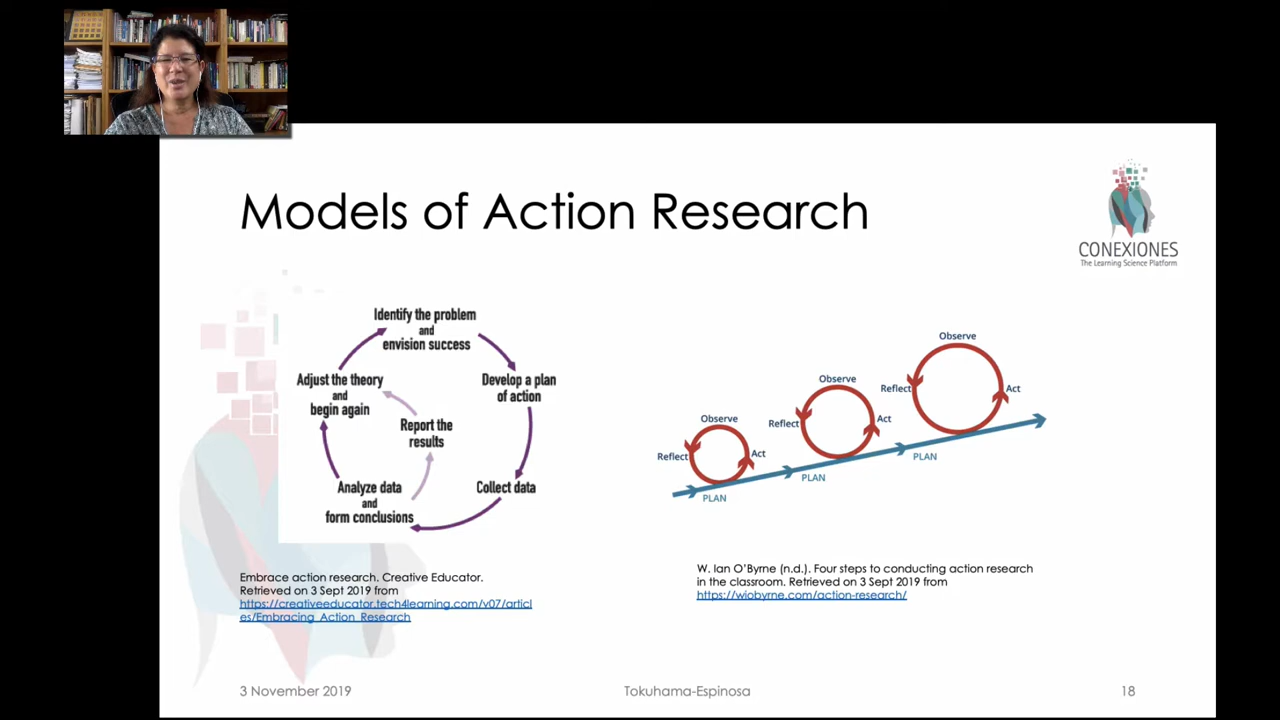 Models of Action Research
CONEXIONES
The Learning Science Platform
Identify the problem
and
envision success
Develop a plan
of action
Collect data
Analyze data
and
form conclusions
Report the
results
Adjust the theory
and
begin again
Observe
Reflect
Act
PLAN
Observe
Reflect
Act
PLAN
Observe
Reflect
Act
PLAN
Embrace action research. Creative Educator.
Retrieved on 3 Sept 2019 from
https://creativeeducator.tech4learning.com/v07/articl
es/Embracing_Action_Research
W. Ian O’Byrne (n.d.). Four steps to conducting action research
in the classroom. Retrieved on 3 Sept 2019 from
https://wiobyrne.com/action-research/
3 November 2019
Tokuhama-Espinosa
18